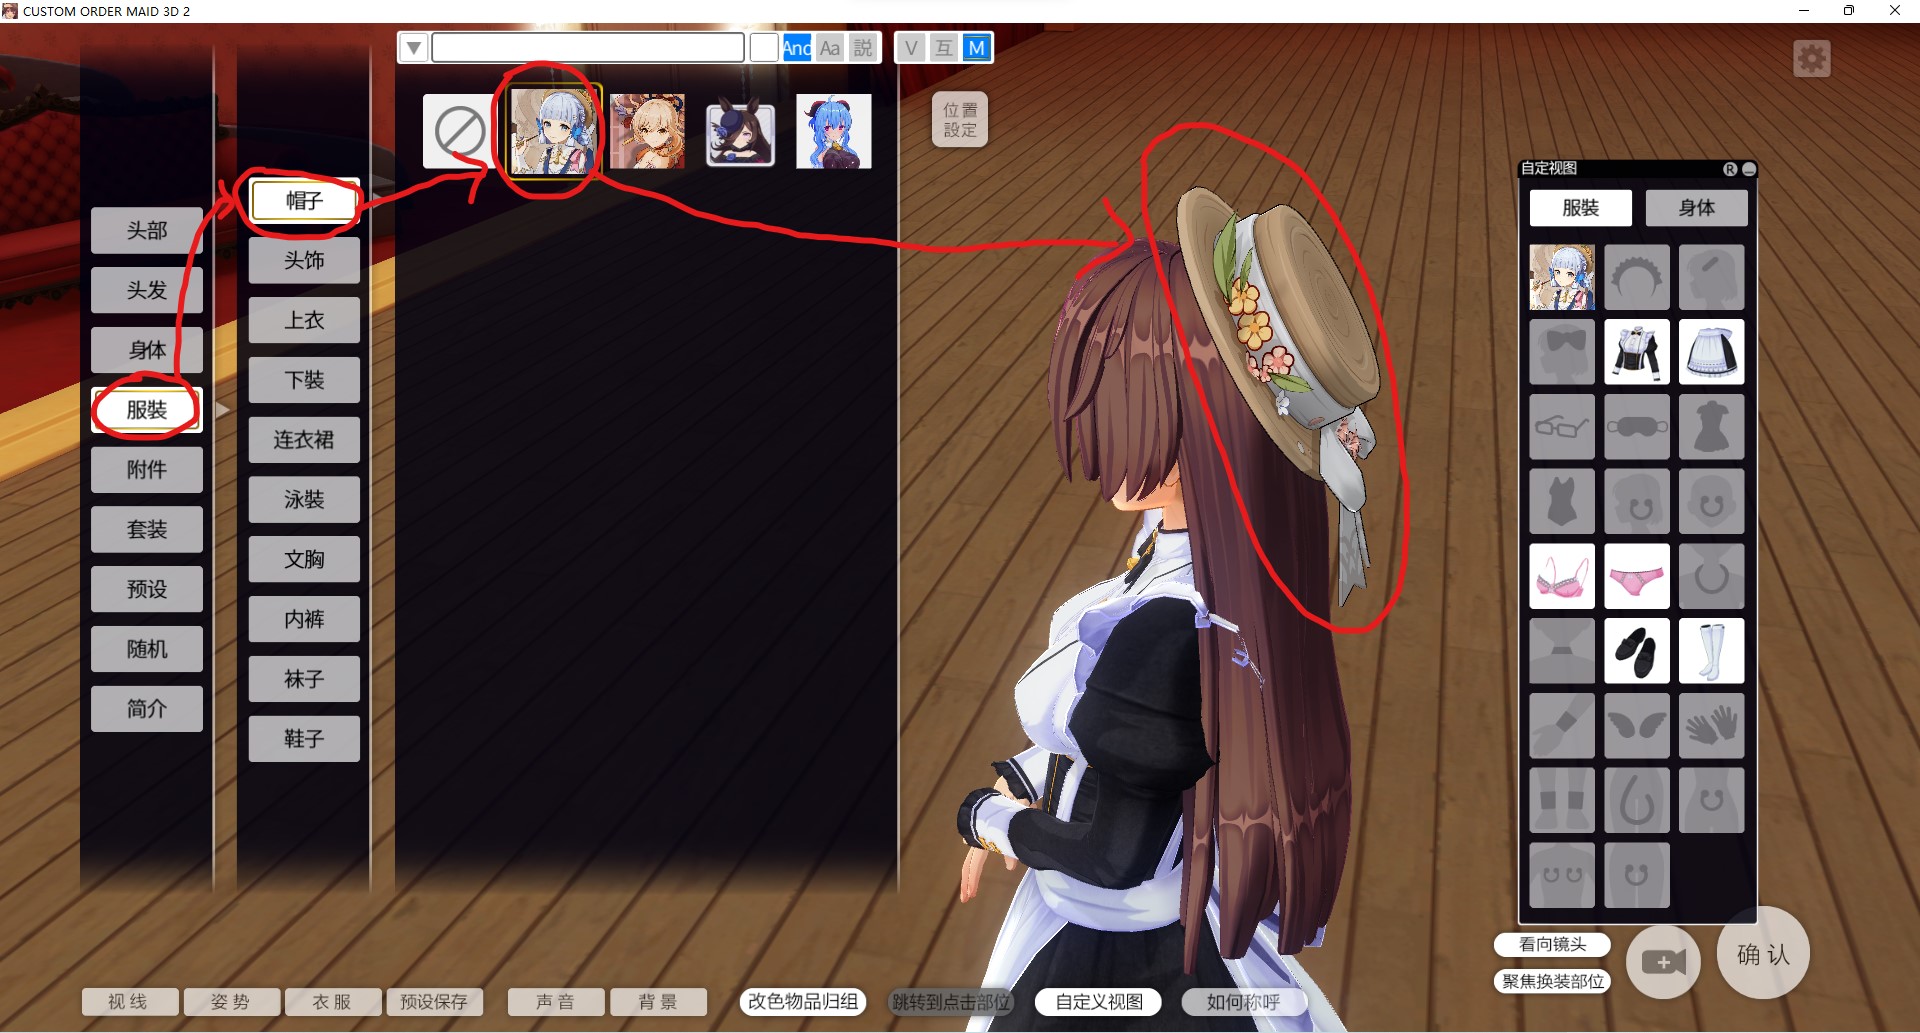 CUSTOM ORDER MAID 3D 2
And Aa 説 V 互 M
位置
設定
头部
头发
身体
服裝
附件
套装
预设
随机
简介
帽子
头饰
上衣
下裝
连衣裙
泳裝
文胸
内裤
袜子
鞋子
自定视图 R
服裝 身体
看向镜头
聚焦换装部位
确认
视线 姿势 衣服 预设保存 声音 背景 改色物品归组 跳转到点击部位 自定义视图 如何称呼